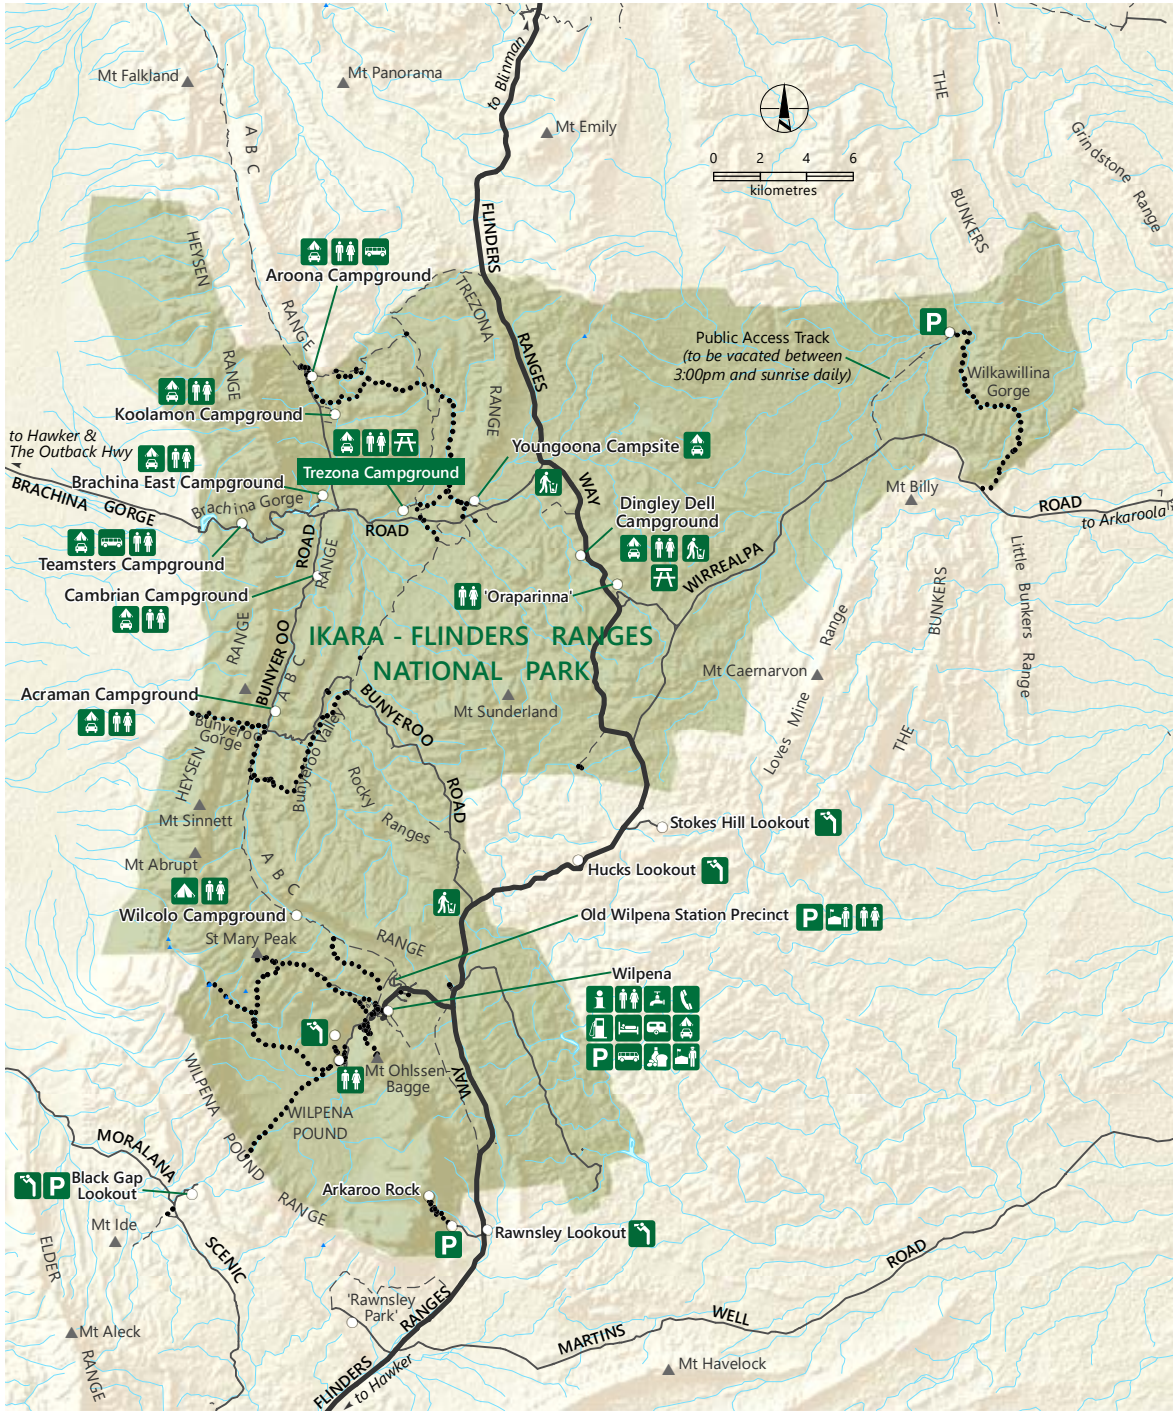 to Blinman
Mt Falkland
Mt Panorama
Mt Emily
THE
0 2 4 6
kilometres
Grindstone Range
ABC
FLINDERS
BUNKERS
HEYSEN
Aroona Campground
TREZONA
RANGE
RANGES
P
Public Access Track
(to be vacated between
3:00pm and sunrise daily)
Wilkawillina
Gorge
RANGE
RANGE
Koolamon Campground
to Hawker &
The Outback Hwy
Youngoona Campsite
Trezona Campground
Brachina East Campground
BRACHINA GORGE
Brachina Gorge
WAY
Mt Billy
ROAD
to Arkaroola
Dingley Dell
Campground
ROAD
Teamsters Campground
ROAD
RANGE
WIRREALPA
Little Bunkers Range
Cambrian Campground
'Oraparinna'
BUNKERS
Range
RANGE
IKARA - FLINDERS RANGES
NATIONAL PARK
BUNYEROO
ABC
Mt Caernarvon
Acraman Campground
Mt Sunderland
BUNYEROO
Bunyeroo
Gorge
Bunyeroo Valley
Loves Mine
THE
HEYSEN
Rocky
Ranges
ROAD
Mt Sinnett
Stokes Hill Lookout
Mt Abrupt
Hucks Lookout
ABC
Wilcolo Campground
Old Wilpena Station Precinct
P
St Mary Peak
RANGE
Wilpena
i
P
Mt Ohlssen-
Bagge
WAY
WILPENA
WILPENA
POUND
POUND
MORALANA
P
Black Gap
Lookout
Arkaroo Rock
RANGE
Mt Ide
Rawnsley Lookout
P
ELDER
SCENIC
ROAD
'Rawnsley
Park'
RANGES
WELL
MARTINS
Mt Aleck
RANGE
FLINDERS
to Hawker
Mt Havelock